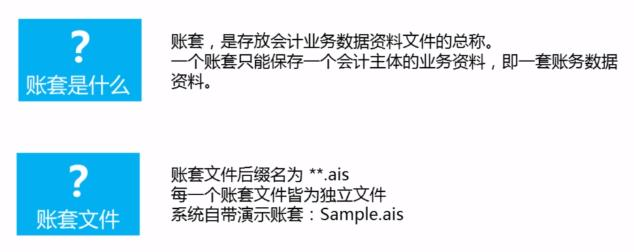 ?
账套是什么
账套，是存放会计业务数据资料文件的总称。
一个账套只能保存一个会计主体的业务资料，即一套账务数据
资料。
?
账套文件
账套文件后缀名为 **.ais
每一个账套文件皆为独立文件
系统自带演示账套：Sample.ais